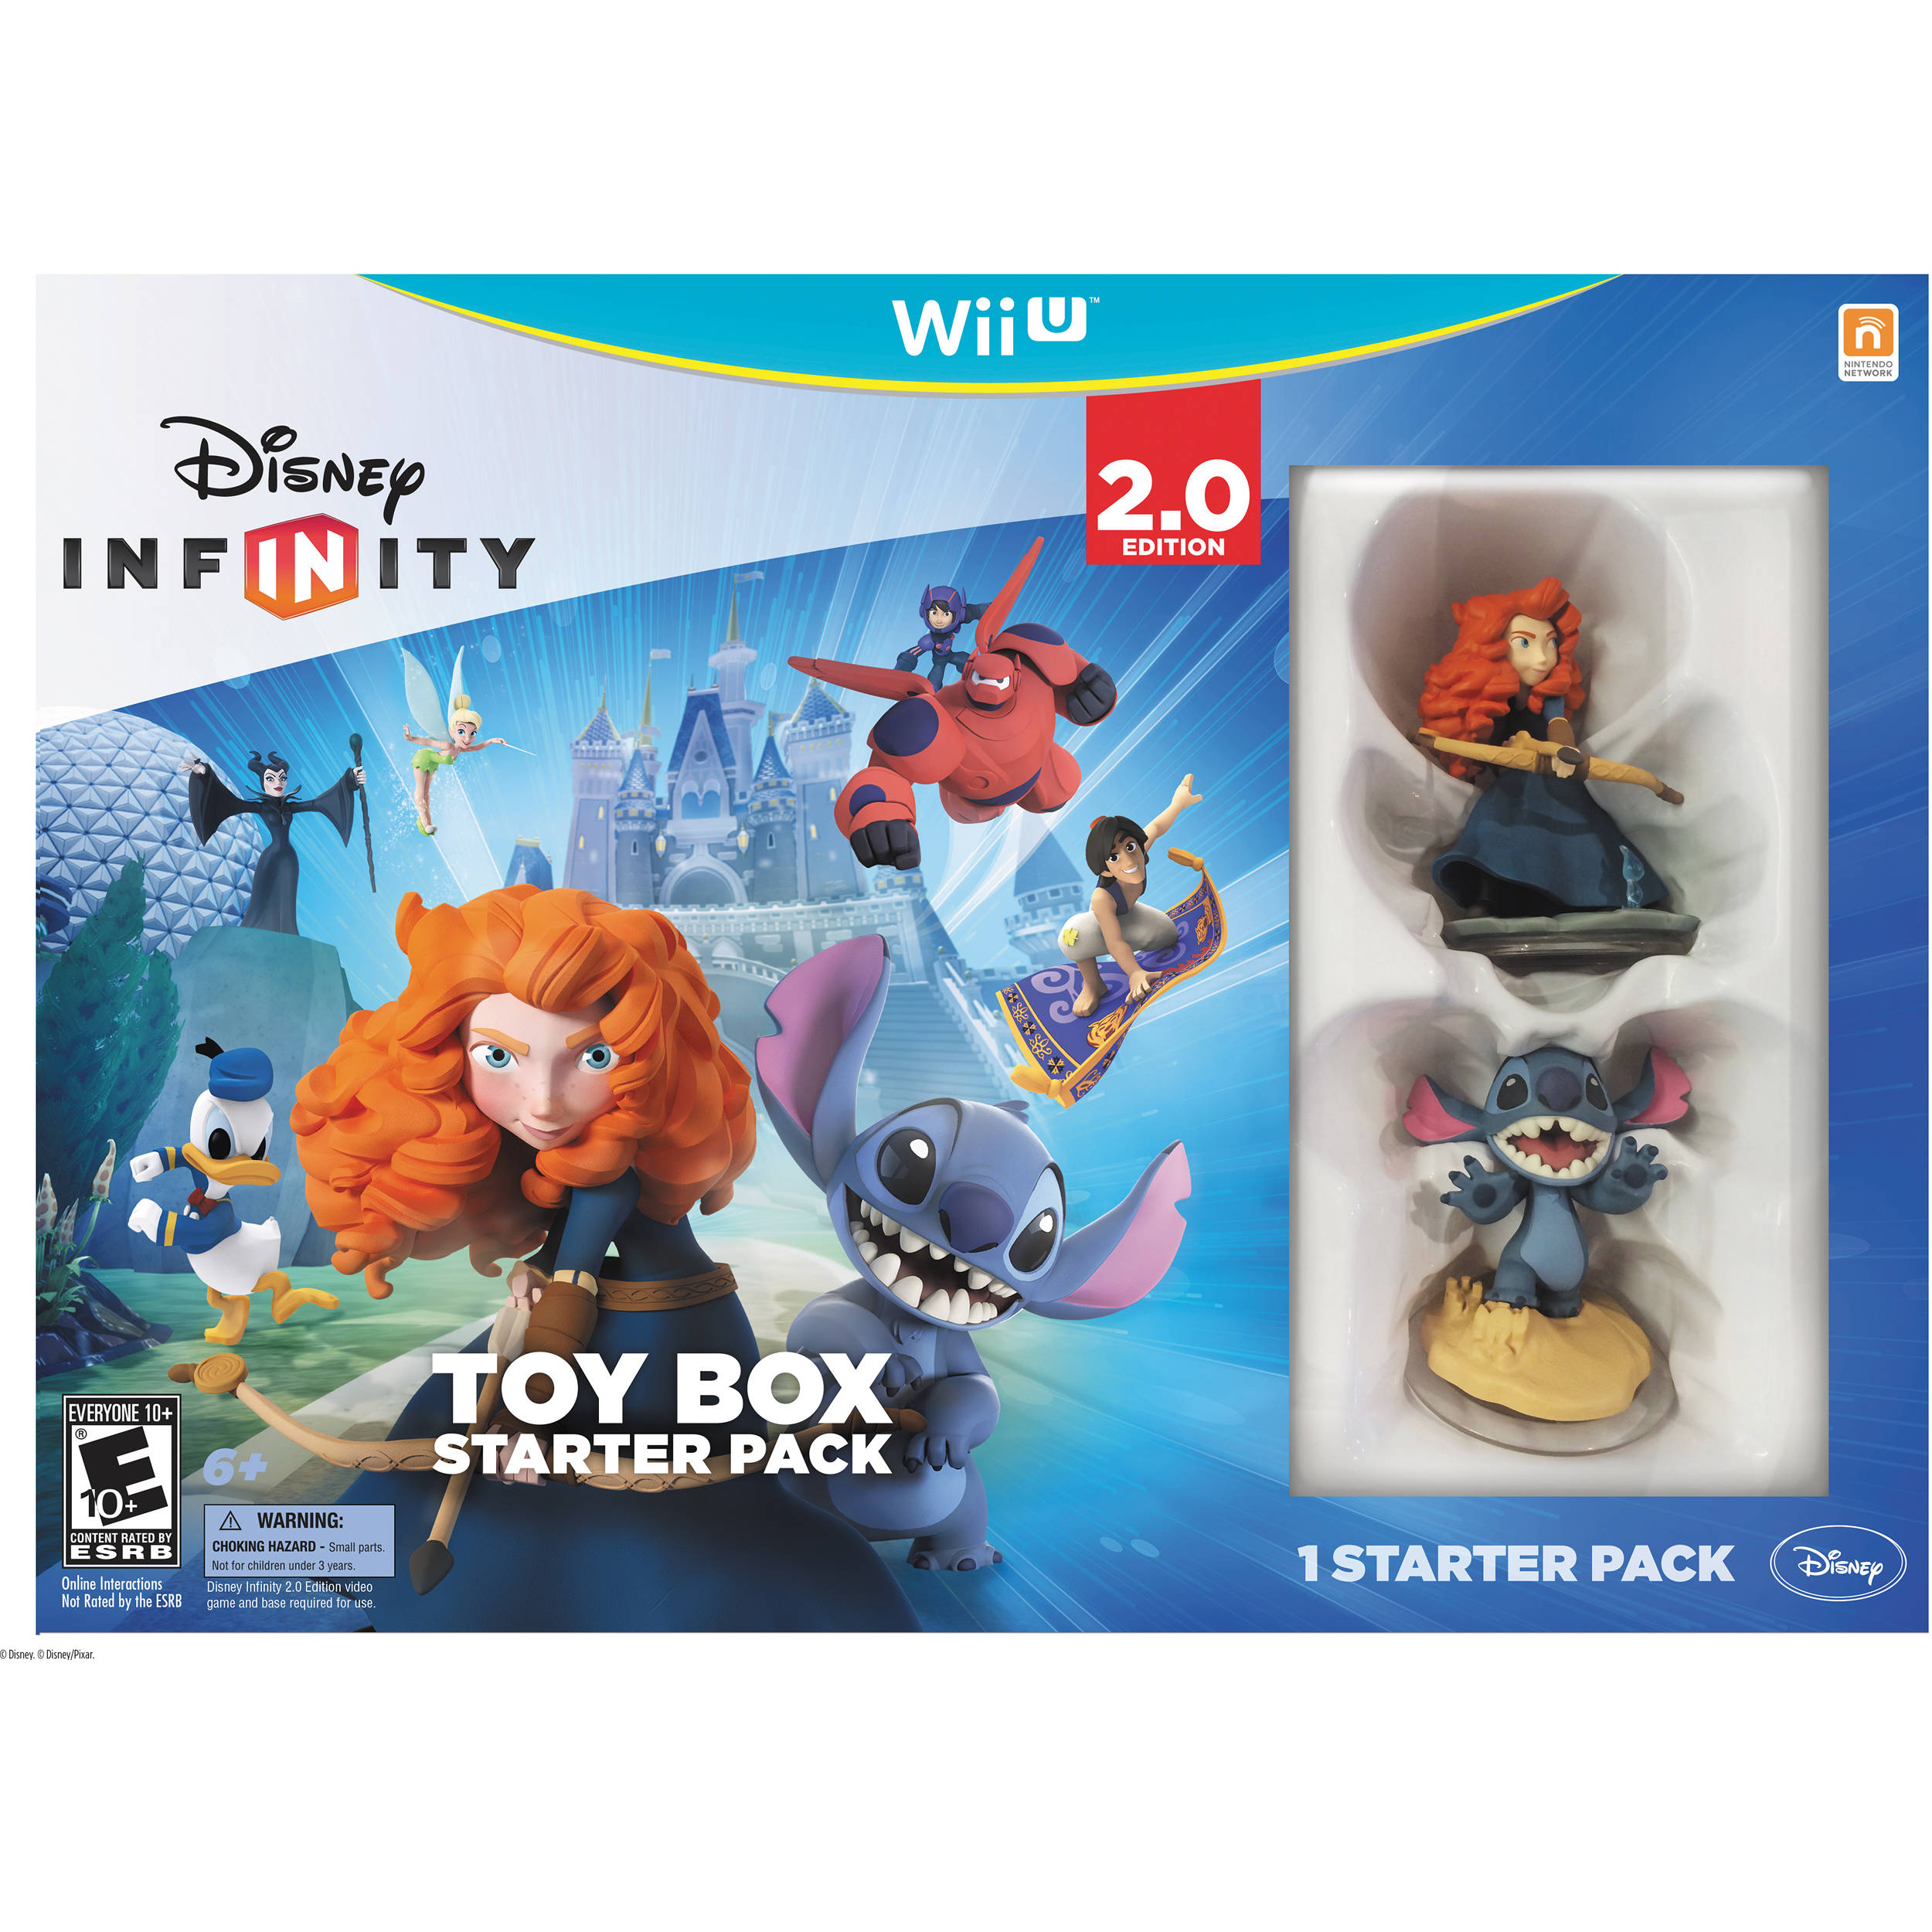 Wii U™
n
NINTENDO
NETWORK
Disney
INFINITY
2.0
EDITION
TOY BOX
STARTER PACK
EVERYONE 10+
®
E
10+
CONTENT RATED BY
ESRB
Online Interactions
Not Rated by the ESRB
6+
WARNING:
CHOKING HAZARD - Small parts.
Not for children under 3 years.
Disney Infinity 2.0 Edition video
game and base required for use.
1 STARTER PACK
Disney
© Disney. © Disney/Pixar.